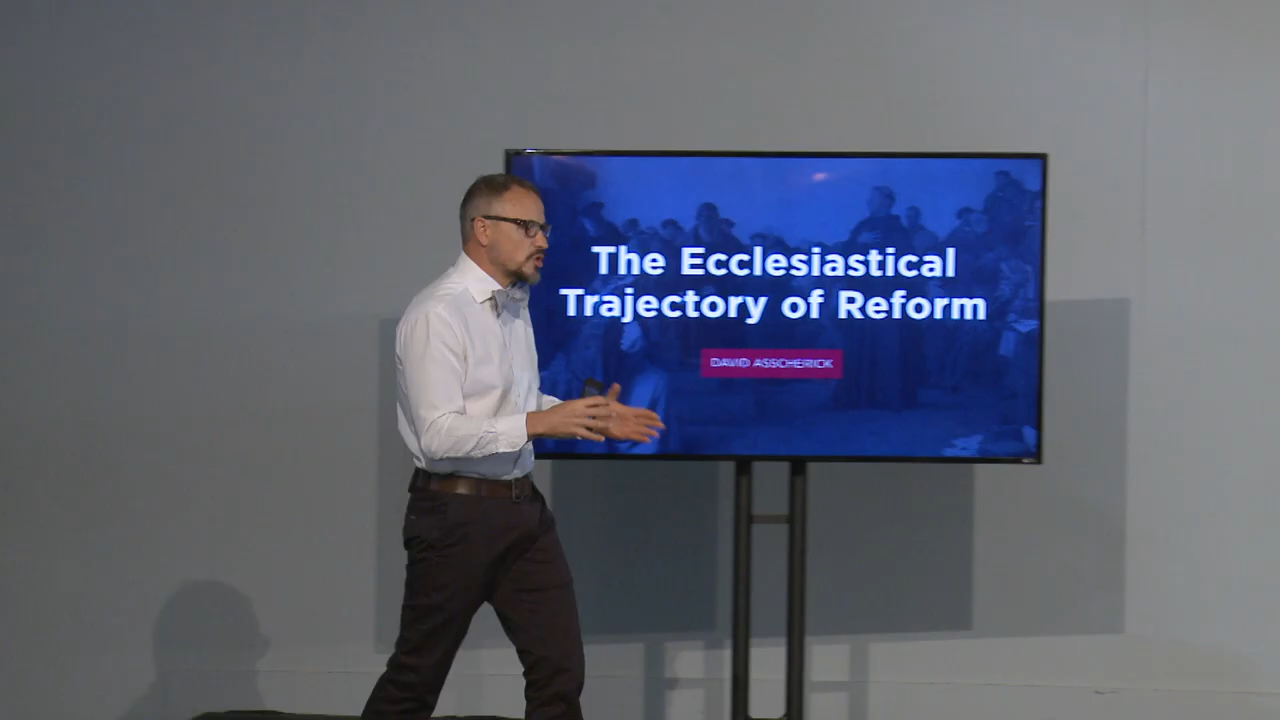 The Ecclesiastical
Trajectory of Reform
DAVID ASSCHERICK